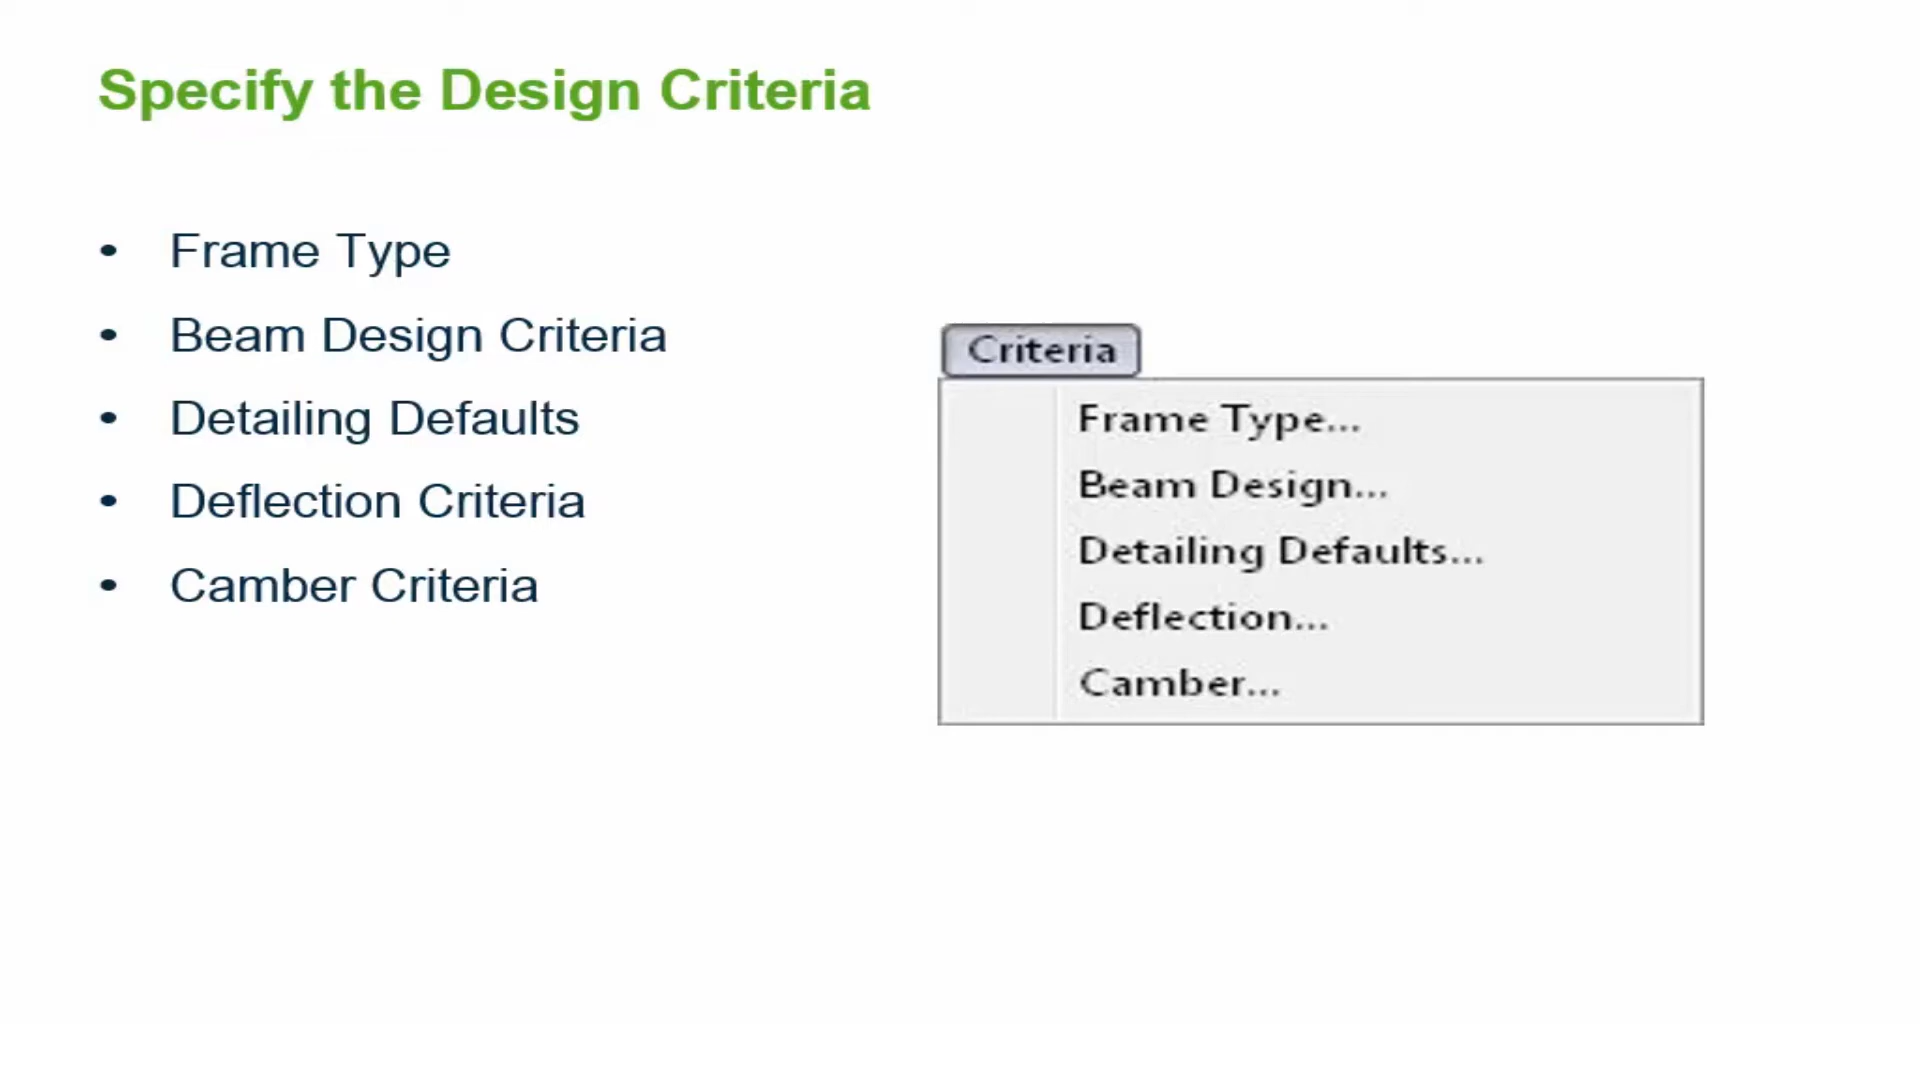 Specify the Design Criteria
• Frame Type
• Beam Design Criteria
• Detailing Defaults
• Deflection Criteria
• Camber Criteria
Criteria
Frame Type...
Beam Design...
Detailing Defaults...
Deflection...
Camber...